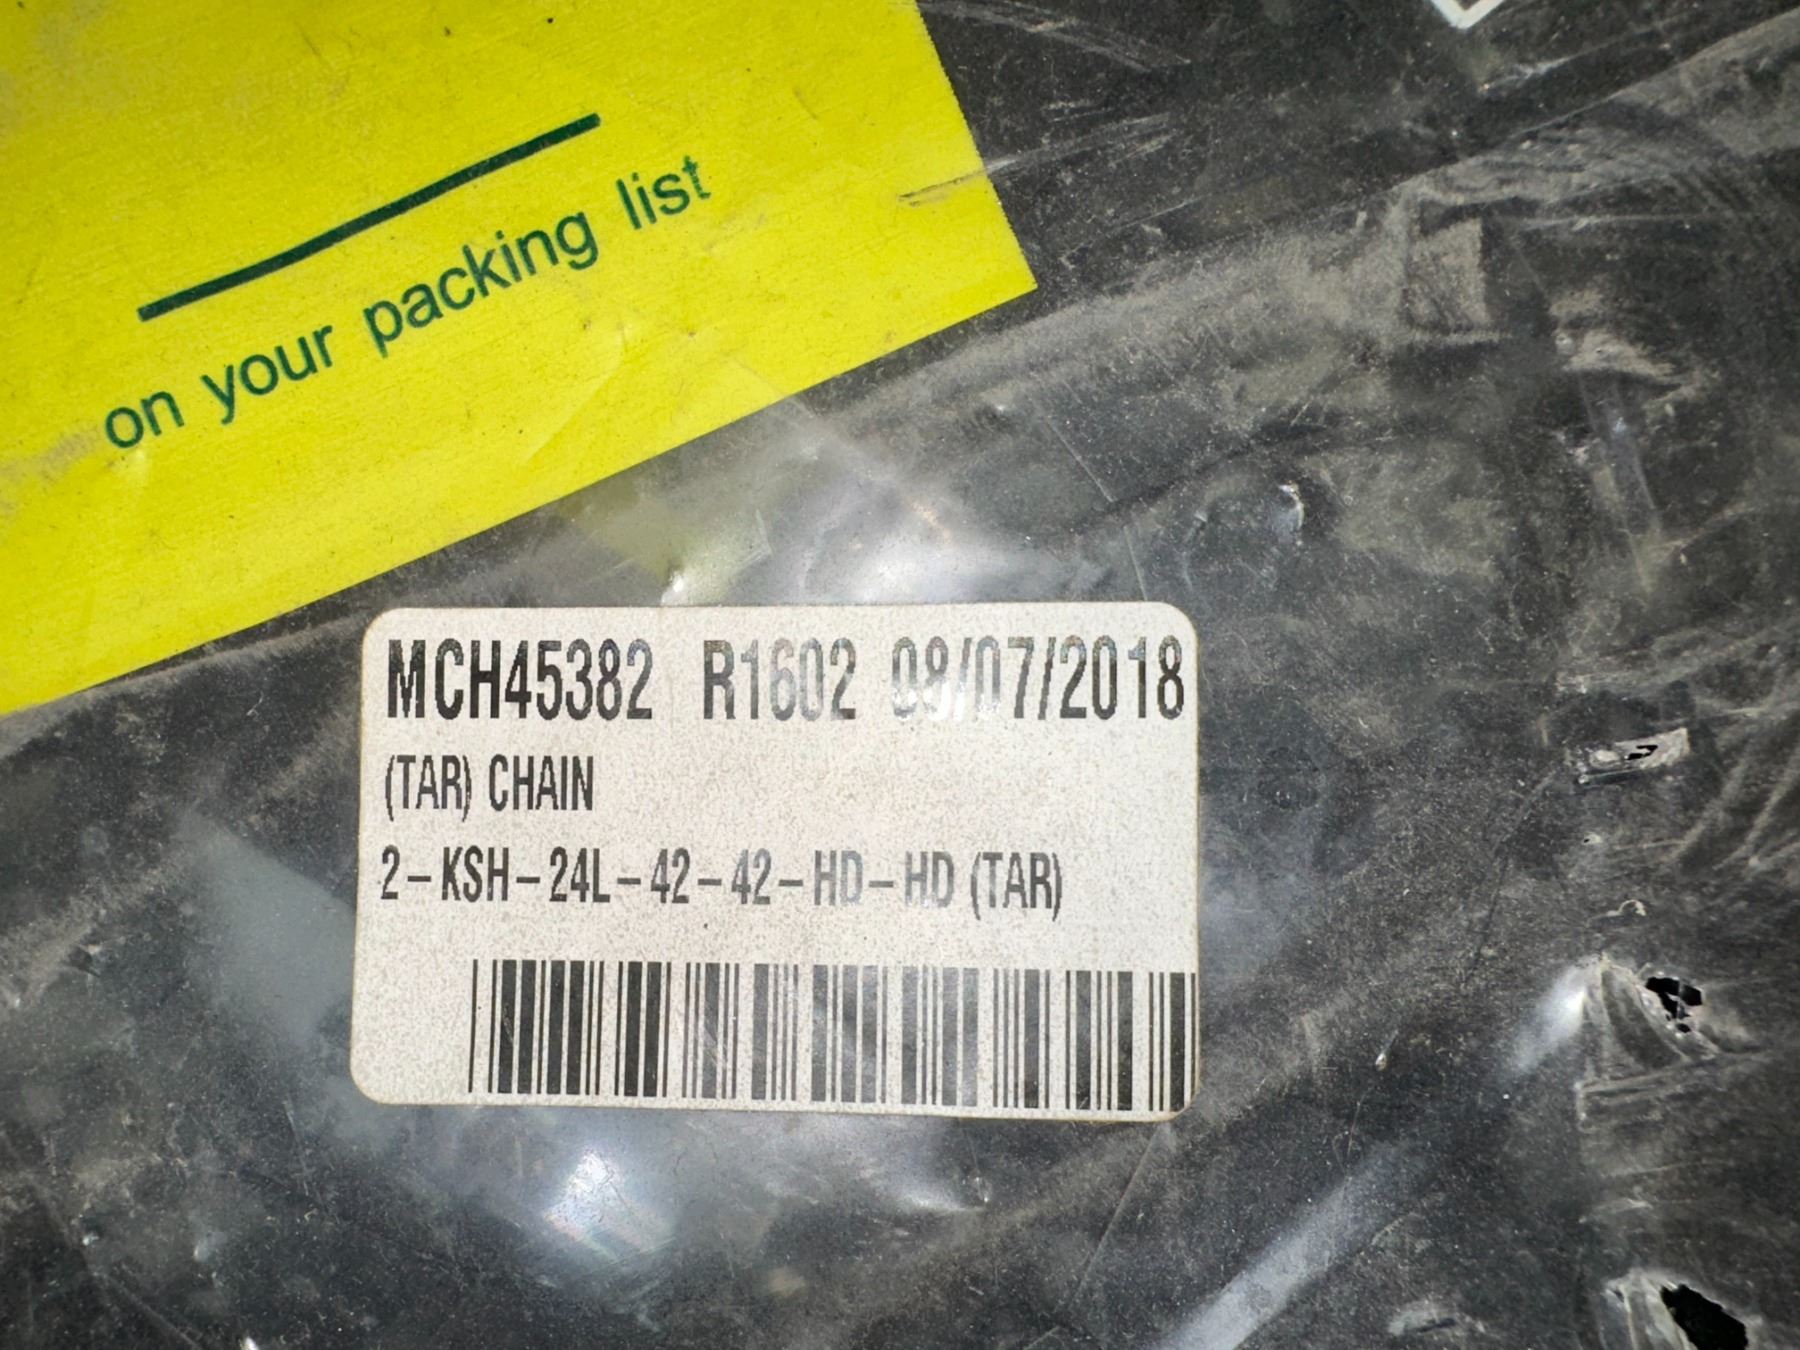 on your packing list
MCH45382 R1602 08/07/2018
(TAR) CHAIN
2-KSH-24L-42-42-HD-HD (TAR)